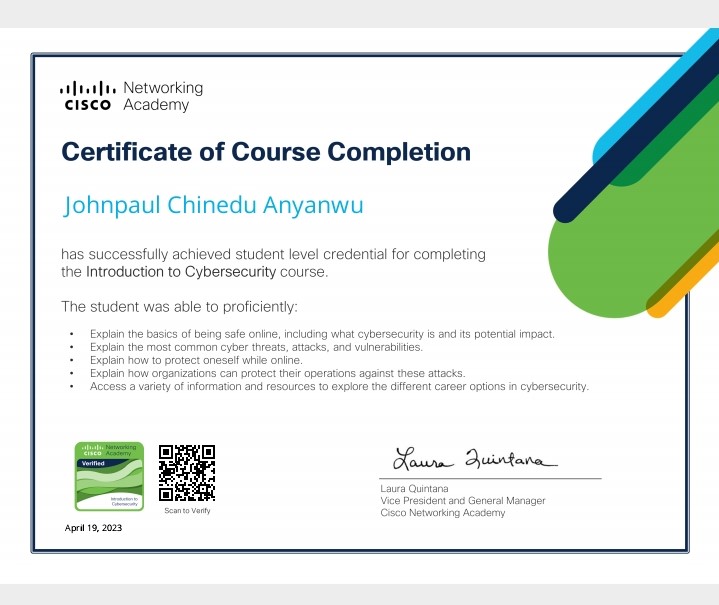 CISCO Networking Academy
Certificate of Course Completion
Johnpaul Chinedu Anyanwu
has successfully achieved student level credential for completing
the Introduction to Cybersecurity course.
The student was able to proficiently:
• Explain the basics of being safe online, including what cybersecurity is and its potential impact.
• Explain the most common cyber threats, attacks, and vulnerabilities.
• Explain how to protect oneself while online.
• Explain how organizations can protect their operations against these attacks.
• Access a variety of information and resources to explore the different career options in cybersecurity.
CISCO Networking Academy
Verified
Introduction to
Cybersecurity
Scan to Verify
April 19, 2023
Laura Quintana
Laura Quintana
Vice President and General Manager
Cisco Networking Academy